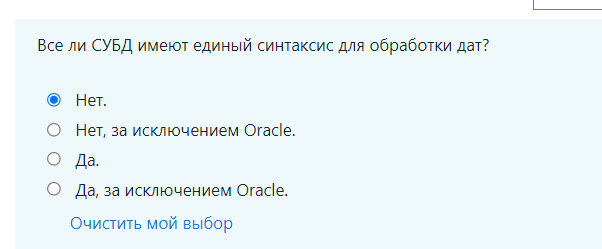 Все ли СУБД имеют единый синтаксис для обработки дат?
Нет.
Нет, за исключением Oracle.
Да.
Да, за исключением Oracle.
Очистить мой выбор